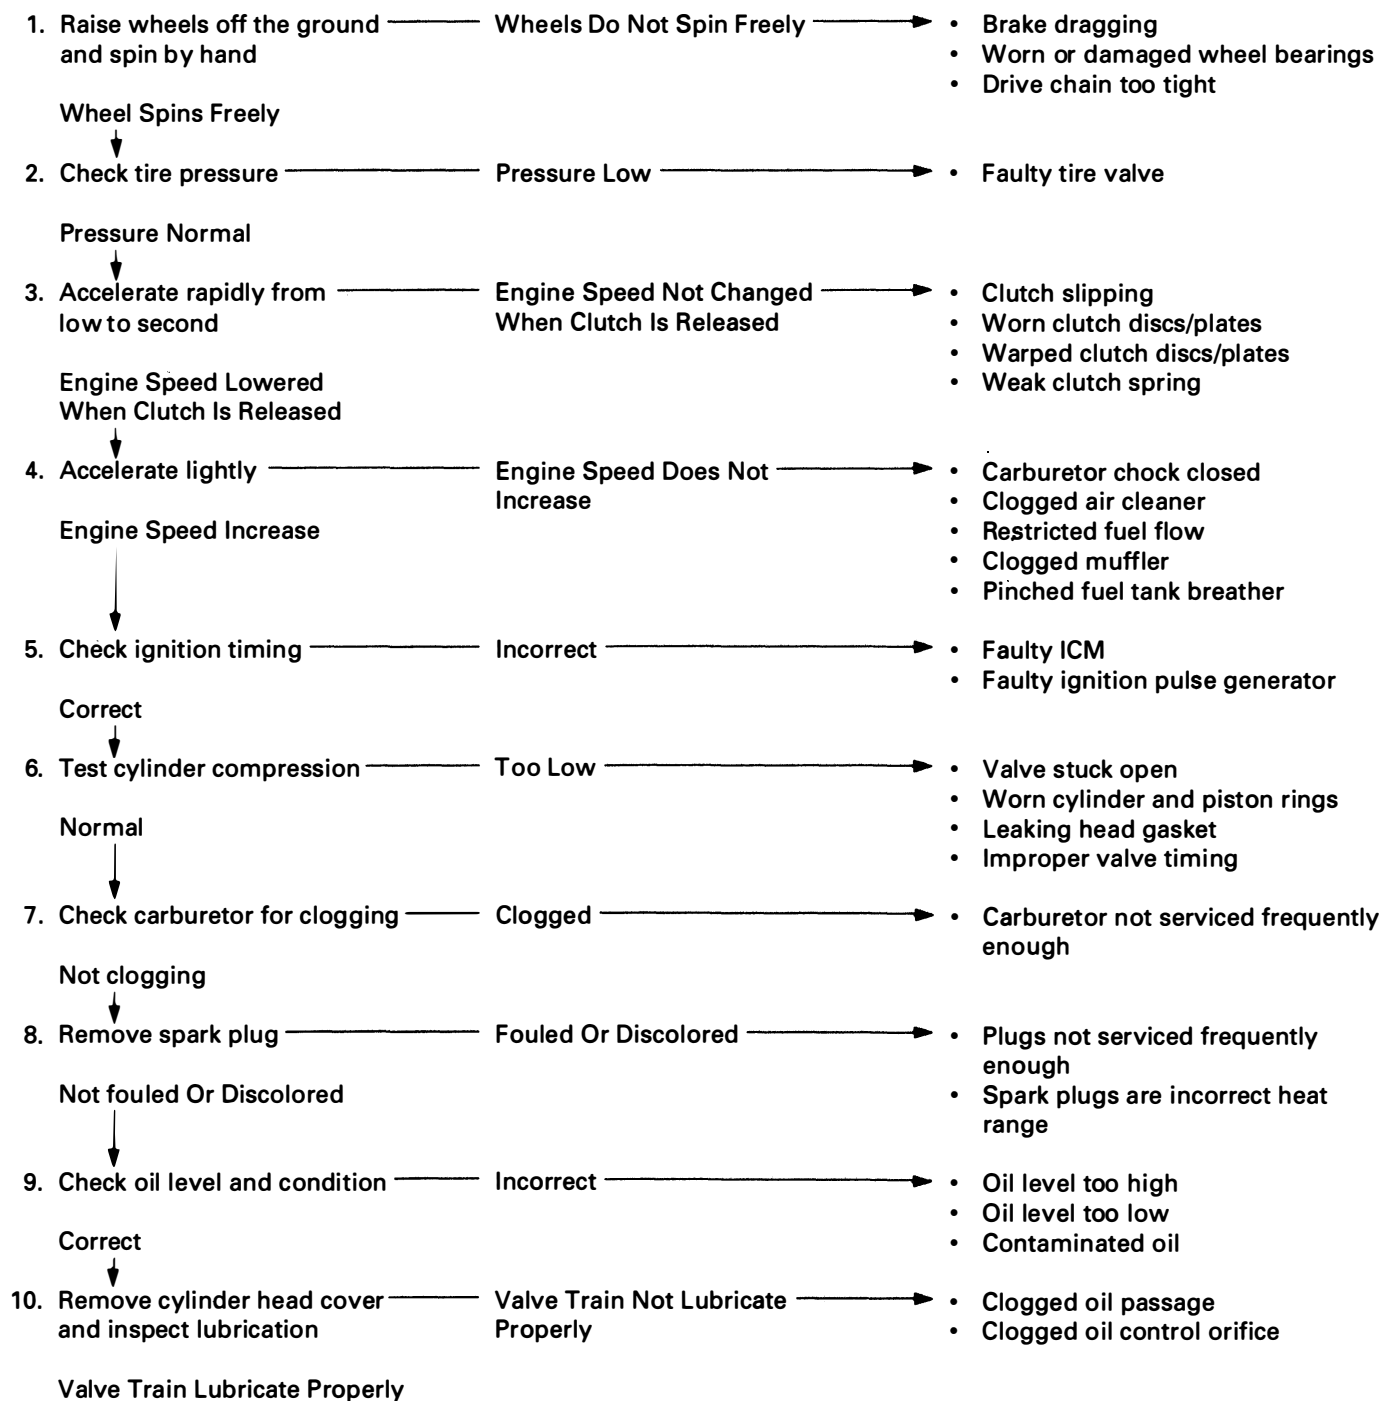 1. Raise wheels off the ground
and spin by hand
Wheels Do Not Spin Freely
• Brake dragging
• Worn or damaged wheel bearings
• Drive chain too tight
Wheel Spins Freely
2. Check tire pressure
Pressure Low
• Faulty tire valve
Pressure Normal
3. Accelerate rapidly from
low to second
Engine Speed Not Changed
When Clutch Is Released
• Clutch slipping
• Worn clutch discs/plates
• Warped clutch discs/plates
• Weak clutch spring
Engine Speed Lowered
When Clutch Is Released
4. Accelerate lightly
Engine Speed Does Not
Increase
• Carburetor chock closed
• Clogged air cleaner
• Restricted fuel flow
• Clogged muffler
• Pinched fuel tank breather
Engine Speed Increase
5. Check ignition timing
Incorrect
• Faulty ICM
• Faulty ignition pulse generator
Correct
6. Test cylinder compression
Too Low
• Valve stuck open
• Worn cylinder and piston rings
• Leaking head gasket
• Improper valve timing
Normal
7. Check carburetor for clogging
Clogged
• Carburetor not serviced frequently
enough
Not clogging
8. Remove spark plug
Fouled Or Discolored
• Plugs not serviced frequently
enough
• Spark plugs are incorrect heat
range
Not fouled Or Discolored
9. Check oil level and condition
Incorrect
• Oil level too high
• Oil level too low
• Contaminated oil
Correct
10. Remove cylinder head cover
and inspect lubrication
Valve Train Not Lubricate
Properly
• Clogged oil passage
• Clogged oil control orifice
Valve Train Lubricate Properly